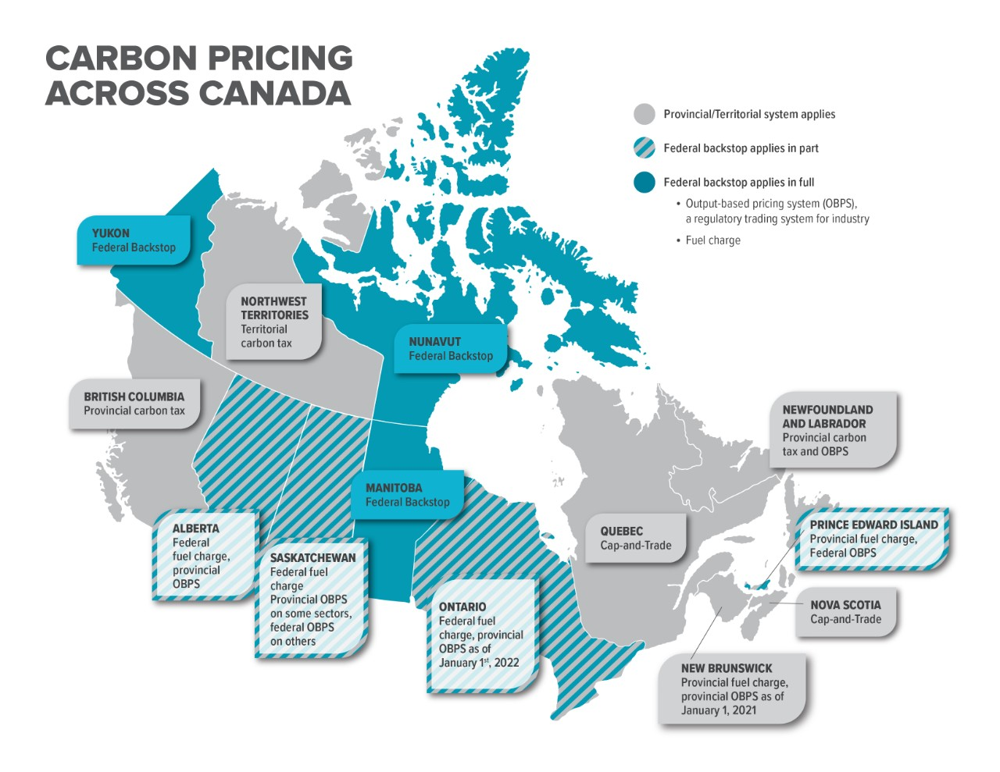 CARBON PRICING
ACROSS CANADA
Provincial/Territorial system applies
Federal backstop applies in part
Federal backstop applies in full
• Output-based pricing system (OBPS),
a regulatory trading system for industry
• Fuel charge
YUKON
Federal Backstop
NORTHWEST
TERRITORIES
Territorial
carbon tax
NUNAVUT
Federal Backstop
BRITISH COLUMBIA
Provincial carbon tax
NEWFOUNDLAND
AND LABRADOR
Provincial carbon
tax and OBPS
MANITOBA
Federal Backstop
ALBERTA
Federal
fuel charge,
provincial
OBPS
SASKATCHEWAN
Federal fuel
charge
Provincial OBPS
on some sectors,
federal OBPS
on others
ONTARIO
Federal fuel
charge, provincial
OBPS as of
January 1st, 2022
QUEBEC
Cap-and-Trade
PRINCE EDWARD ISLAND
Provincial fuel charge,
Federal OBPS
NOVA SCOTIA
Cap-and-Trade
NEW BRUNSWICK
Provincial fuel charge,
provincial OBPS as of
January 1, 2021